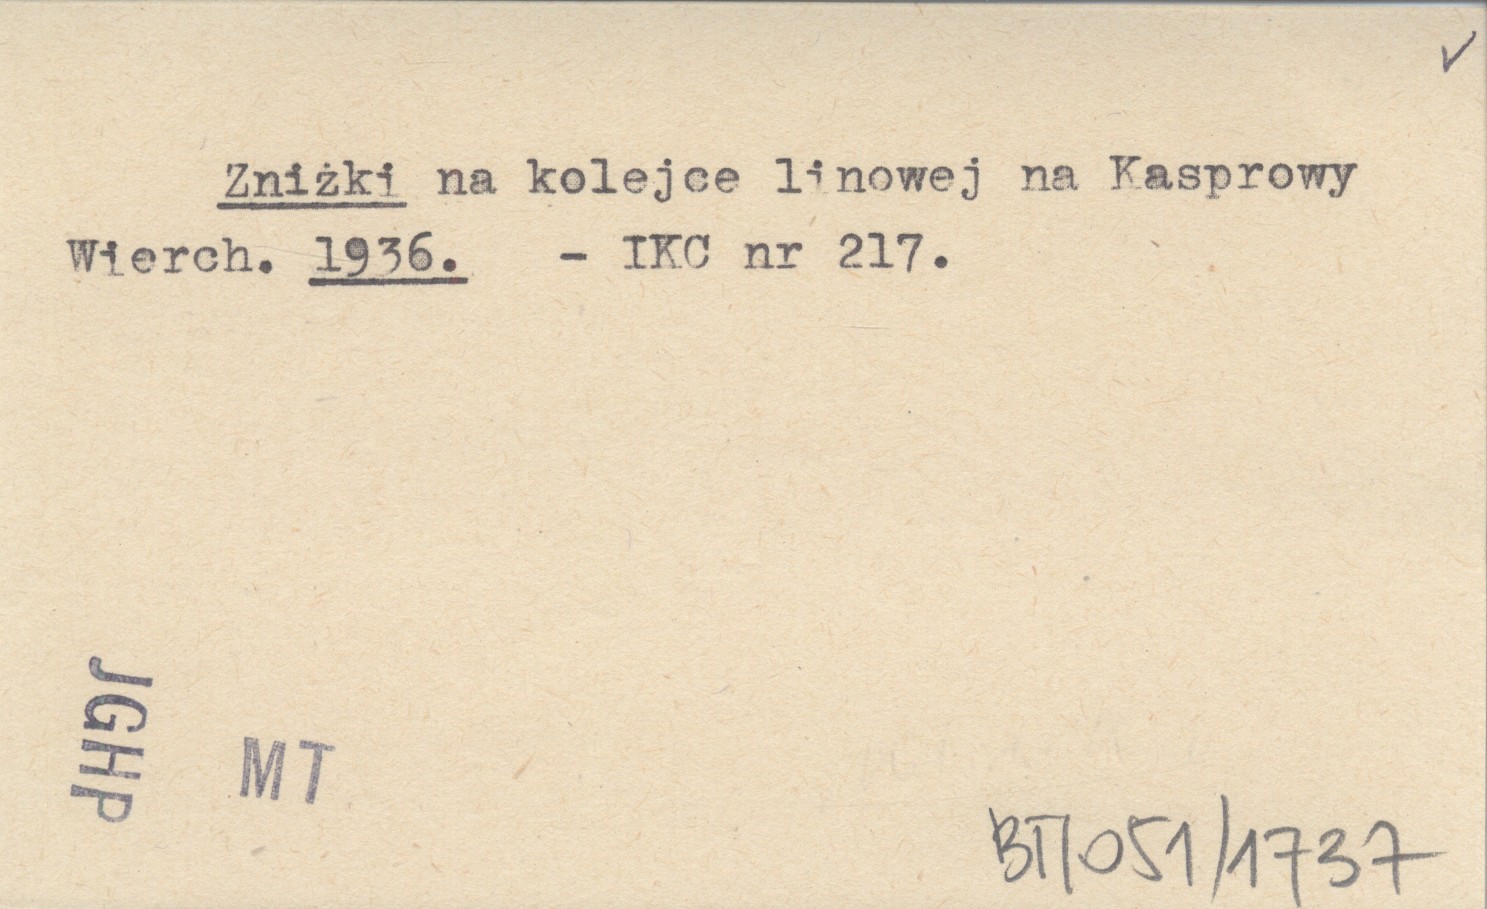 Zniżki na kolejce linowej na Kasprowy
Wierch. 1936. - IKC nr 217.
JGHP
MT
BT/051/1737